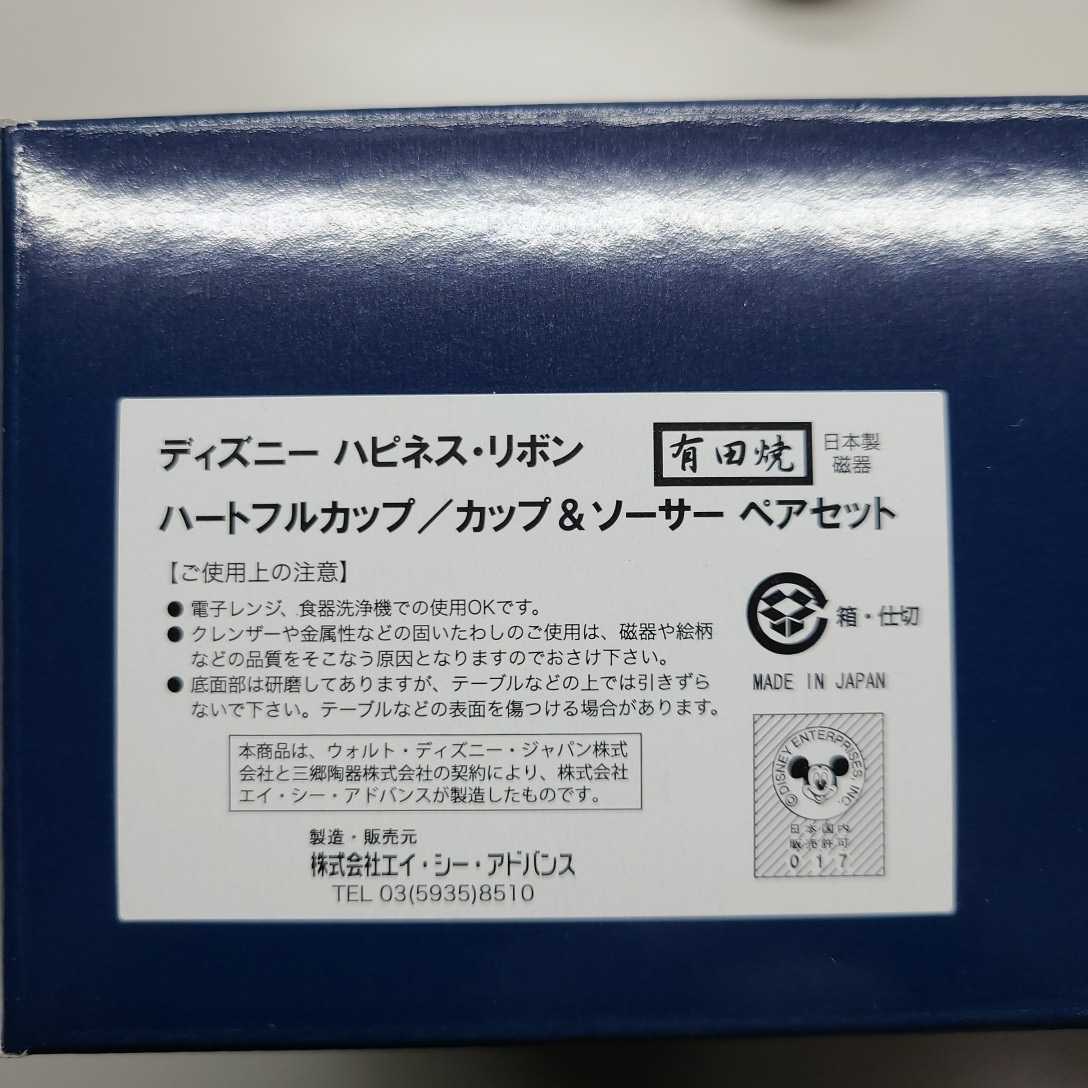 ディズニー ハピネス・リボン
有田焼
日本製
磁器
ハートフルカップ／カップ＆ソーサー ペアセット
【ご使用上の注意】
● 電子レンジ、食器洗浄機での使用OKです。
● クレンザーや金属性などの固いたわしのご使用は、磁器や絵柄
などの品質をそこなう原因となりますのでおさけ下さい。
● 底面部は研磨してありますが、テーブルなどの上では引きずら
ないで下さい。テーブルなどの表面を傷つける場合があります。
箱・仕切
MADE IN JAPAN
本商品は、ウォルト・ディズニー・ジャパン株式
会社と三郷陶器株式会社の契約により、株式会社
エイ・シー・アドバンスが製造したものです。
©DISNEY ENTERPRISES, INC.
日本国内
販売許可
017
製造・販売元
株式会社エイ・シー・アドバンス
TEL 03(5935)8510